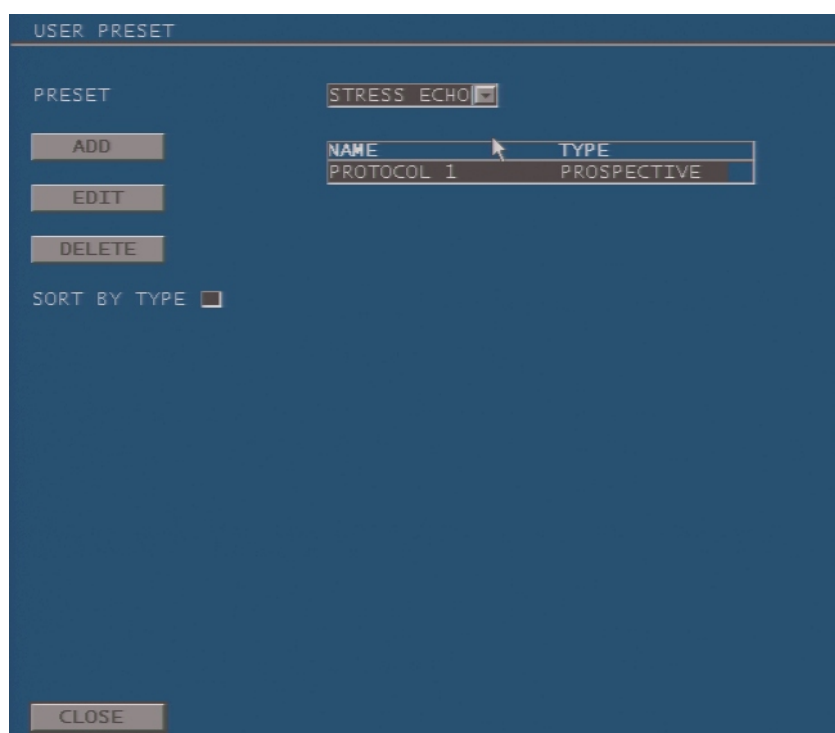 USER PRESET
PRESET
STRESS ECHO
ADD
NAME TYPE
PROTOCOL 1 PROSPECTIVE
EDIT
DELETE
SORT BY TYPE
CLOSE